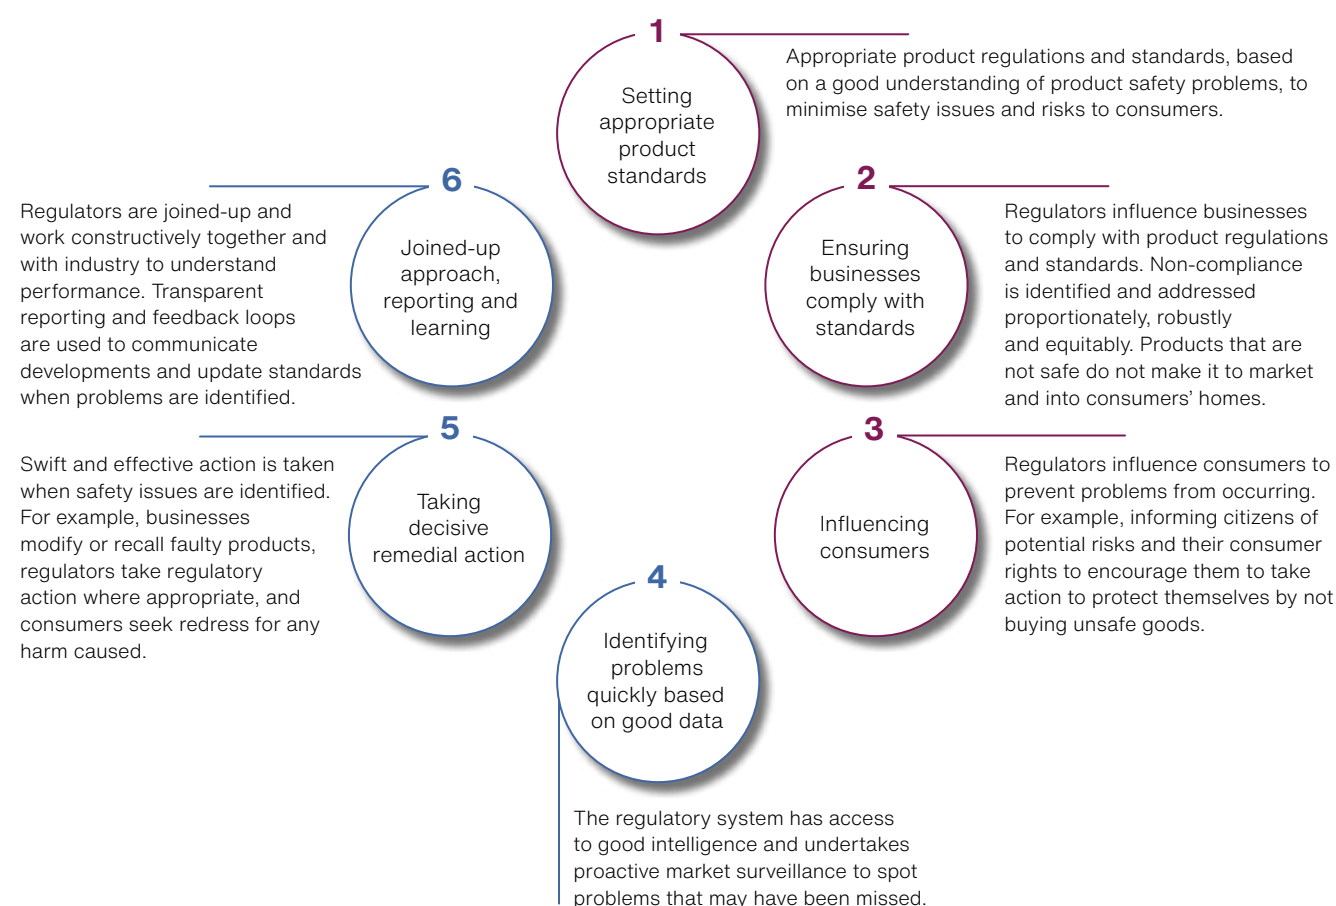 1
Setting
appropriate
product
standards
Appropriate product regulations and standards, based
on a good understanding of product safety problems, to
minimise safety issues and risks to consumers.
2
Ensuring
businesses
comply with
standards
Regulators influence businesses
to comply with product regulations
and standards. Non-compliance
is identified and addressed
proportionately, robustly
and equitably. Products that are
not safe do not make it to market
and into consumers’ homes.
3
Influencing
consumers
Regulators influence consumers to
prevent problems from occurring.
For example, informing citizens of
potential risks and their consumer
rights to encourage them to take
action to protect themselves by not
buying unsafe goods.
4
Identifying
problems
quickly based
on good data
The regulatory system has access
to good intelligence and undertakes
proactive market surveillance to spot
problems that may have been missed.
5
Taking
decisive
remedial action
Swift and effective action is taken
when safety issues are identified.
For example, businesses
modify or recall faulty products,
regulators take regulatory
action where appropriate, and
consumers seek redress for any
harm caused.
6
Joined-up
approach,
reporting and
learning
Regulators are joined-up and
work constructively together and
with industry to understand
performance. Transparent
reporting and feedback loops
are used to communicate
developments and update standards
when problems are identified.